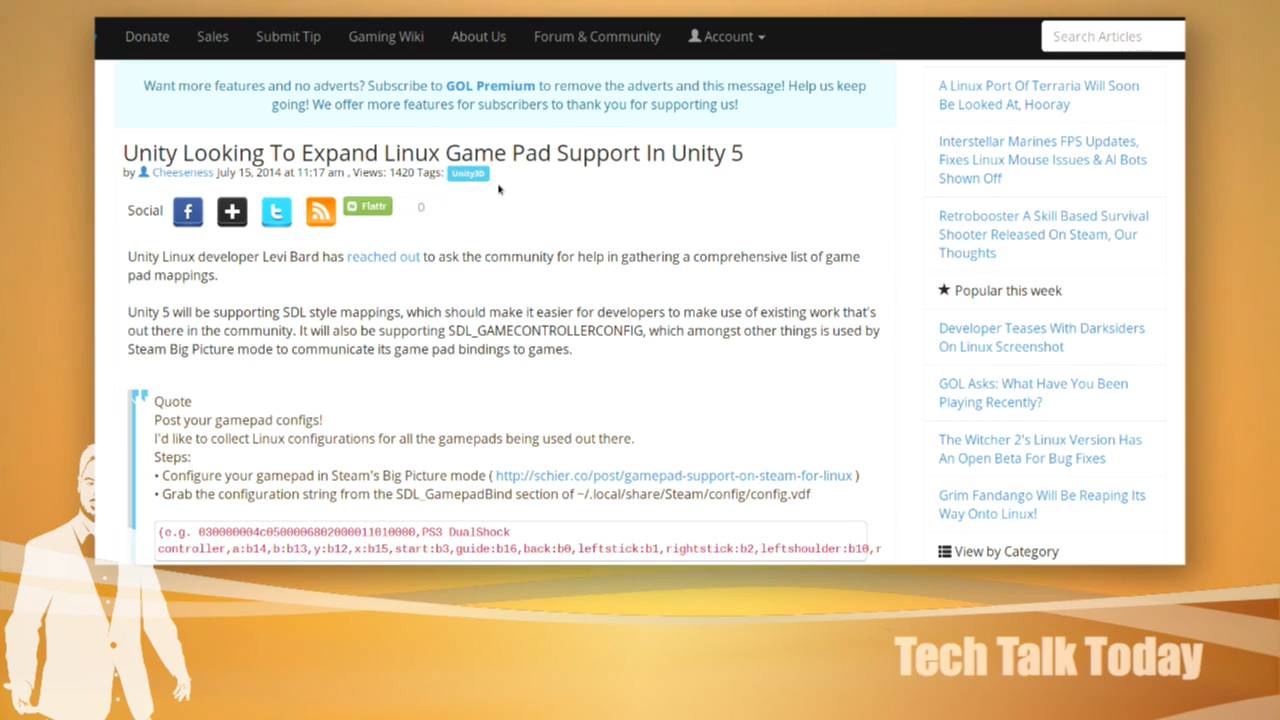 Donate Sales Submit Tip Gaming Wiki About Us Forum & Community Account Search Articles
Want more features and no adverts? Subscribe to GOL Premium to remove the adverts and this message! Help us keep
going! We offer more features for subscribers to thank you for supporting us!
Unity Looking To Expand Linux Game Pad Support In Unity 5
by Cheeseness July 15, 2014 at 11:17 am , Views: 1420 Tags: Unity3D
Social Flattr 0
Unity Linux developer Levi Bard has reached out to ask the community for help in gathering a comprehensive list of game
pad mappings.
Unity 5 will be supporting SDL style mappings, which should make it easier for developers to make use of existing work that's
out there in the community. It will also be supporting SDL_GAMECONTROLLERCONFIG, which amongst other things is used by
Steam Big Picture mode to communicate its game pad bindings to games.
Quote
Post your gamepad configs!
I'd like to collect Linux configurations for all the gamepads being used out there.
Steps:
• Configure your gamepad in Steam's Big Picture mode ( http://schier.co/post/gamepad-support-on-steam-for-linux )
• Grab the configuration string from the SDL_GamepadBind section of ~/.local/share/Steam/config/config.vdf
(e.g. 030000004c0500006802000011010000,PS3 DualShock
controller,a:b14,b:b13,y:b12,x:b15,start:b3,guide:b16,back:b0,leftstick:b1,rightstick:b2,leftshoulder:b10,r
A Linux Port Of Terraria Will Soon
Be Looked At, Hooray
Interstellar Marines FPS Updates,
Fixes Linux Mouse Issues & AI Bots
Shown Off
Retrobooster A Skill Based Survival
Shooter Released On Steam, Our
Thoughts
Popular this week
Developer Teases With Darksiders
On Linux Screenshot
GOL Asks: What Have You Been
Playing Recently?
The Witcher 2's Linux Version Has
An Open Beta For Bug Fixes
Grim Fandango Will Be Reaping Its
Way Onto Linux!
View by Category
Tech Talk Today